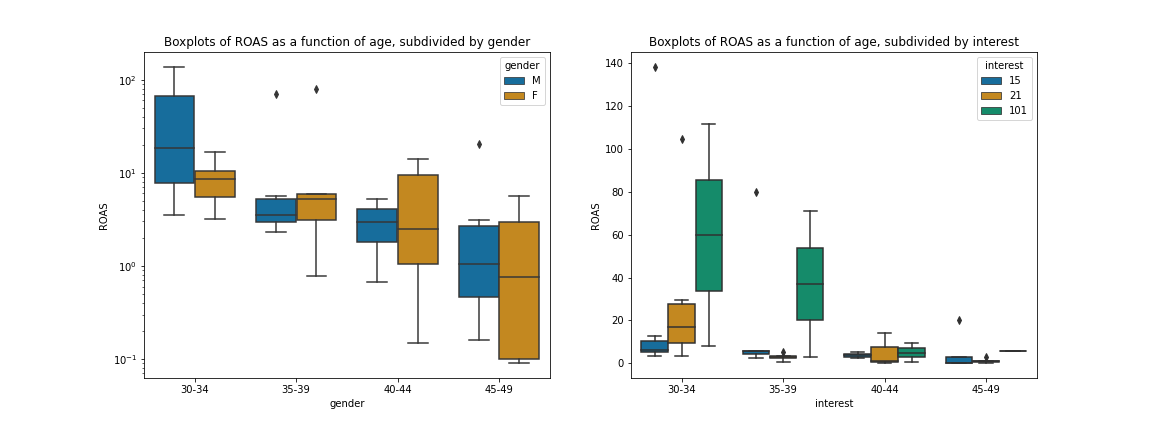 Boxplots of ROAS as a function of age, subdivided by gender
gender
M
F
10²
10¹
10⁰
10⁻¹
ROAS
30-34 35-39 40-44 45-49
gender
Boxplots of ROAS as a function of age, subdivided by interest
interest
15
21
101
140
120
100
80
60
40
20
0
ROAS
30-34 35-39 40-44 45-49
interest